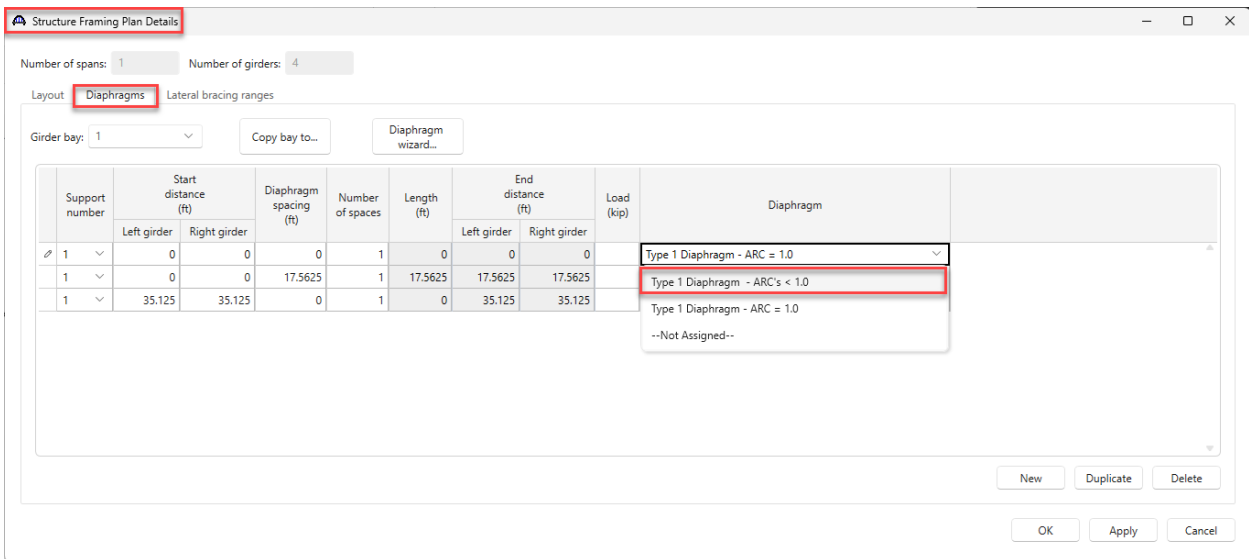 Structure Framing Plan Details
Number of spans: 1 Number of girders: 4
Layout Diaphragms Lateral bracing ranges
Girder bay: 1 Copy bay to... Diaphragm wizard...
Support number Start distance (ft) Diaphragm spacing (ft) Number of spaces Length (ft) End distance (ft) Load (kip) Diaphragm
Left girder Right girder Left girder Right girder
1 0 0 0 1 0 0 0 Type 1 Diaphragm - ARC = 1.0
1 0 0 17.5625 1 17.5625 17.5625 17.5625 Type 1 Diaphragm - ARC's < 1.0
1 35.125 35.125 0 1 0 35.125 35.125 Type 1 Diaphragm - ARC = 1.0
--Not Assigned--
New Duplicate Delete
OK Apply Cancel